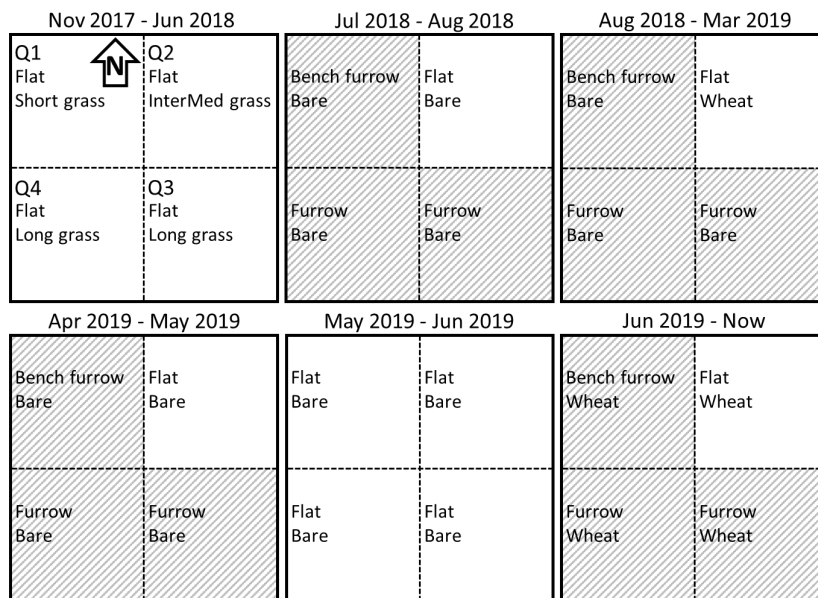 Nov 2017 - Jun 2018
Q1
Flat
Short grass
N
Q2
Flat
InterMed grass
Q4
Flat
Long grass
Q3
Flat
Long grass
Jul 2018 - Aug 2018
Bench furrow
Bare
Flat
Bare
Furrow
Bare
Furrow
Bare
Aug 2018 - Mar 2019
Bench furrow
Bare
Flat
Wheat
Furrow
Bare
Furrow
Bare
Apr 2019 - May 2019
Bench furrow
Bare
Flat
Bare
Furrow
Bare
Furrow
Bare
May 2019 - Jun 2019
Flat
Bare
Flat
Bare
Flat
Bare
Flat
Bare
Jun 2019 - Now
Bench furrow
Wheat
Flat
Wheat
Furrow
Wheat
Furrow
Wheat